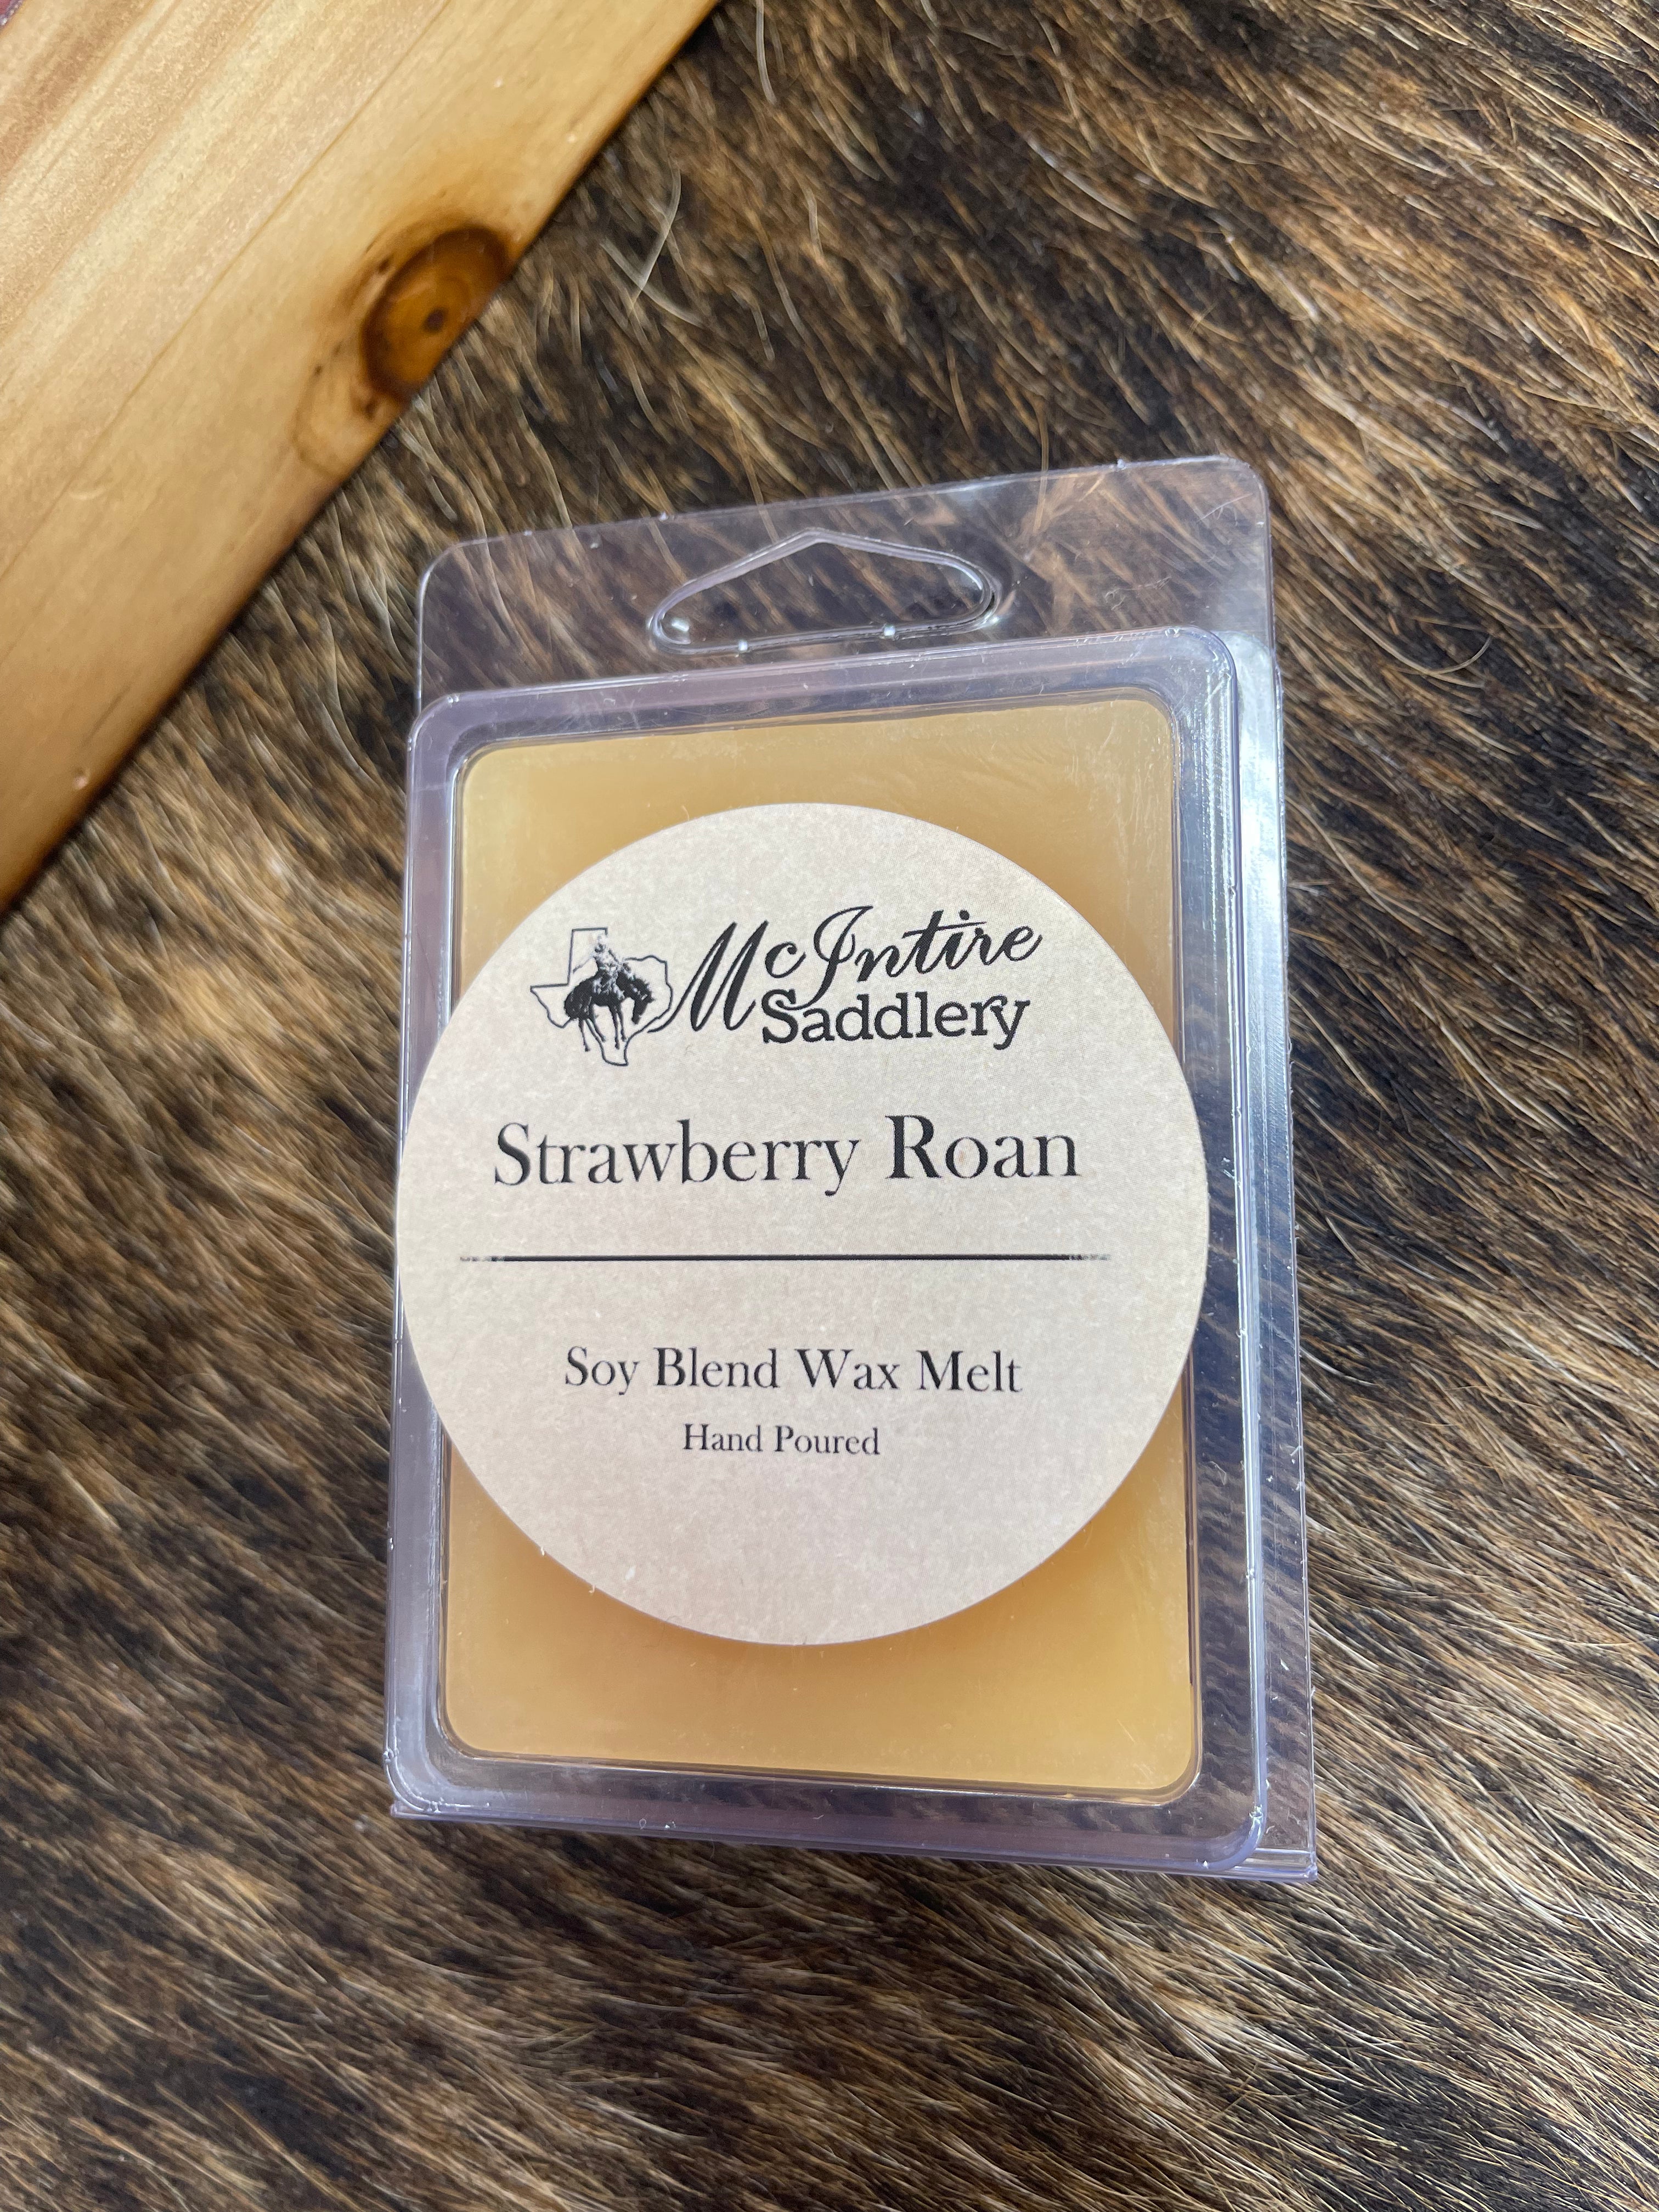 McIntire
Saddlery
Strawberry Roan
Soy Blend Wax Melt
Hand Poured